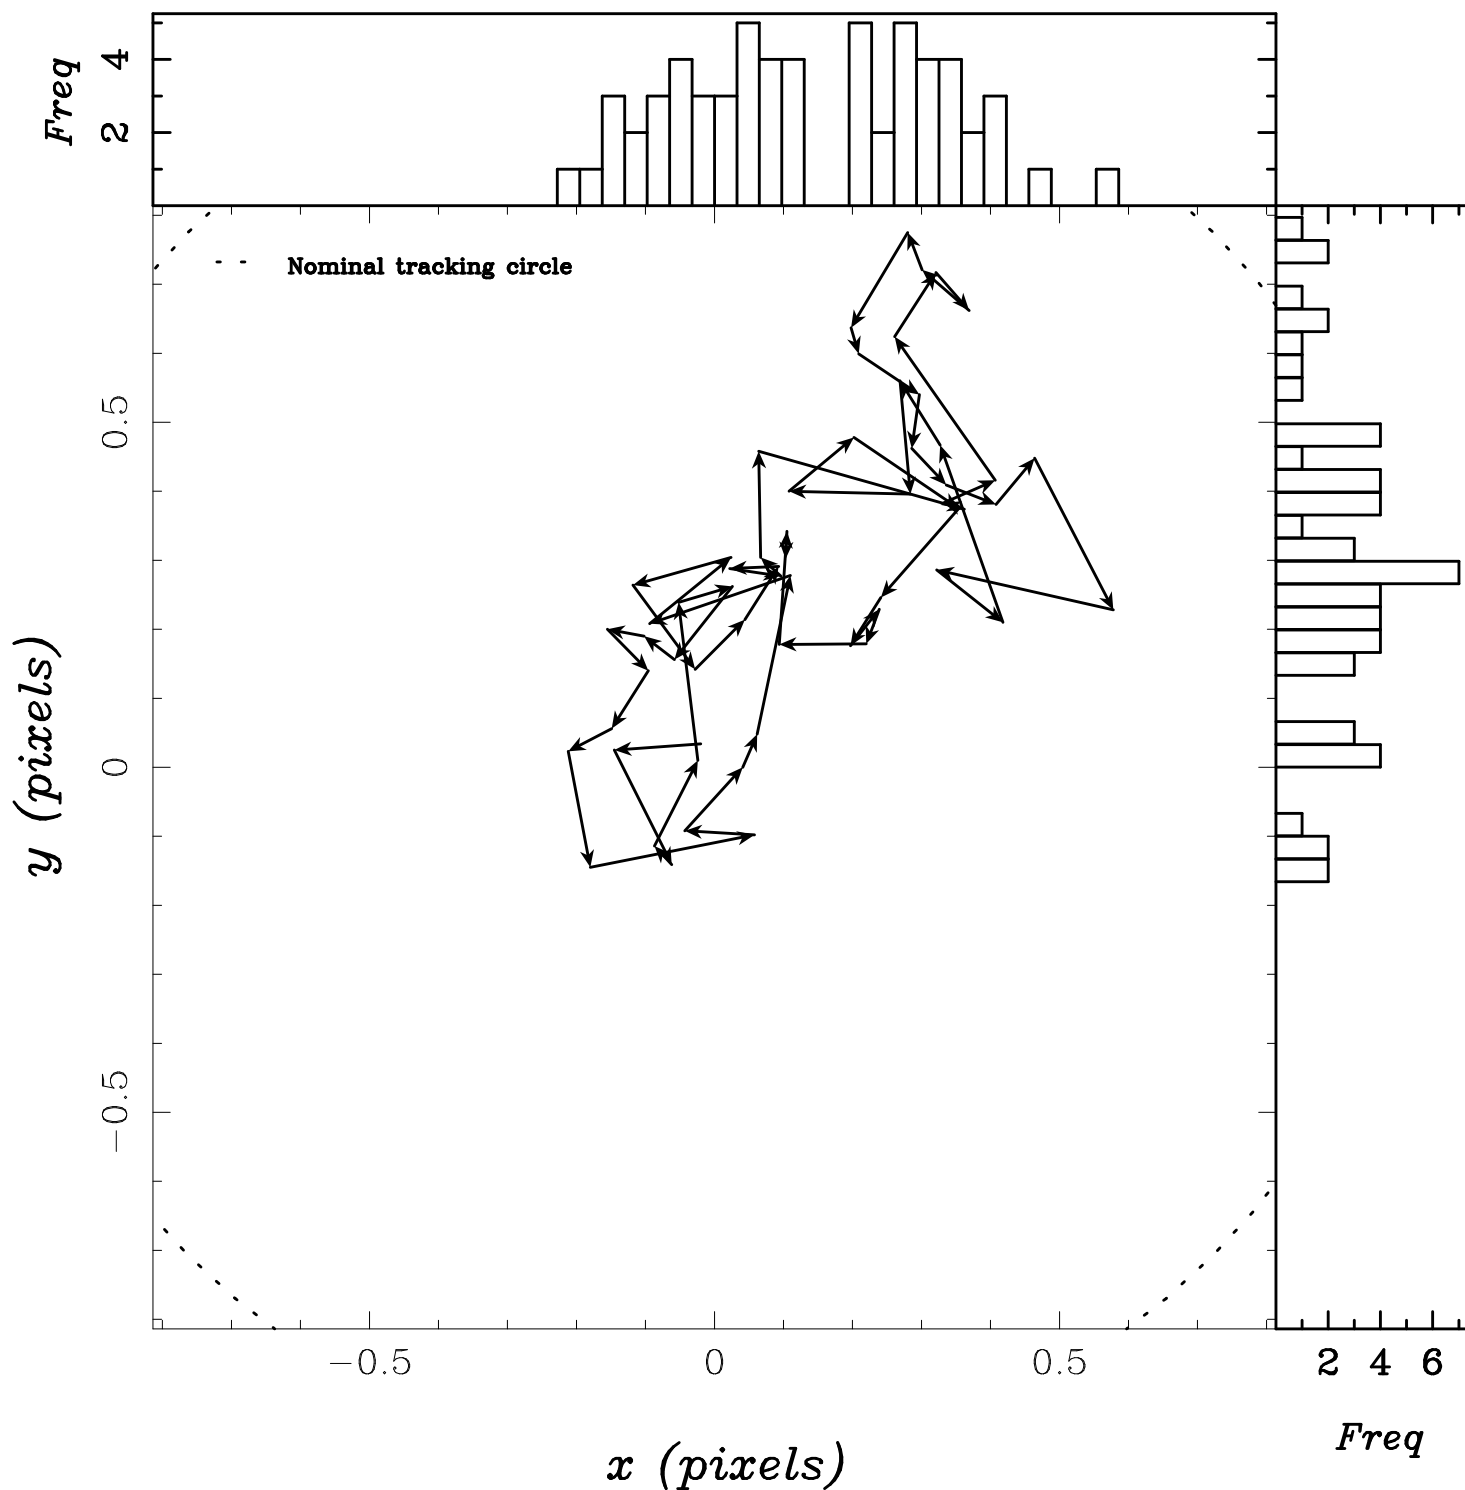 Freq
4
2
Nominal tracking circle
0.5
0
−0.5
y (pixels)
−0.5 0 0.5
x (pixels)
2 4 6
Freq